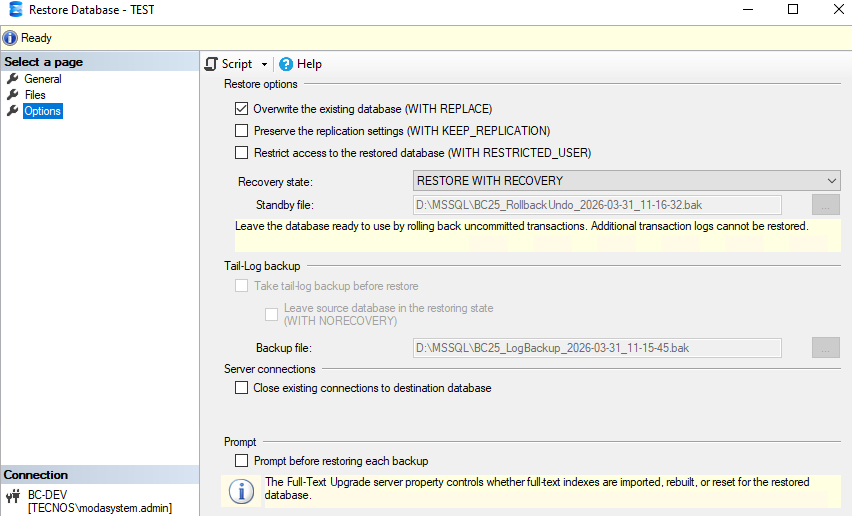 Restore Database - TEST
Ready
Select a page
General
Files
Options
Script
Help
Restore options
Overwrite the existing database (WITH REPLACE)
Preserve the replication settings (WITH KEEP_REPLICATION)
Restrict access to the restored database (WITH RESTRICTED_USER)
Recovery state:
RESTORE WITH RECOVERY
Standby file:
D:\MSSQL\BC25_RollbackUndo_2026-03-31_11-16-32.bak
...
Leave the database ready to use by rolling back uncommitted transactions. Additional transaction logs cannot be restored.
Tail-Log backup
Take tail-log backup before restore
Leave source database in the restoring state
(WITH NORECOVERY)
Backup file:
D:\MSSQL\BC25_LogBackup_2026-03-31_11-15-45.bak
...
Server connections
Close existing connections to destination database
Prompt
Prompt before restoring each backup
The Full-Text Upgrade server property controls whether full-text indexes are imported, rebuilt, or reset for the restored
database.
Connection
BC-DEV
[TECNOS\modasystem.admin]